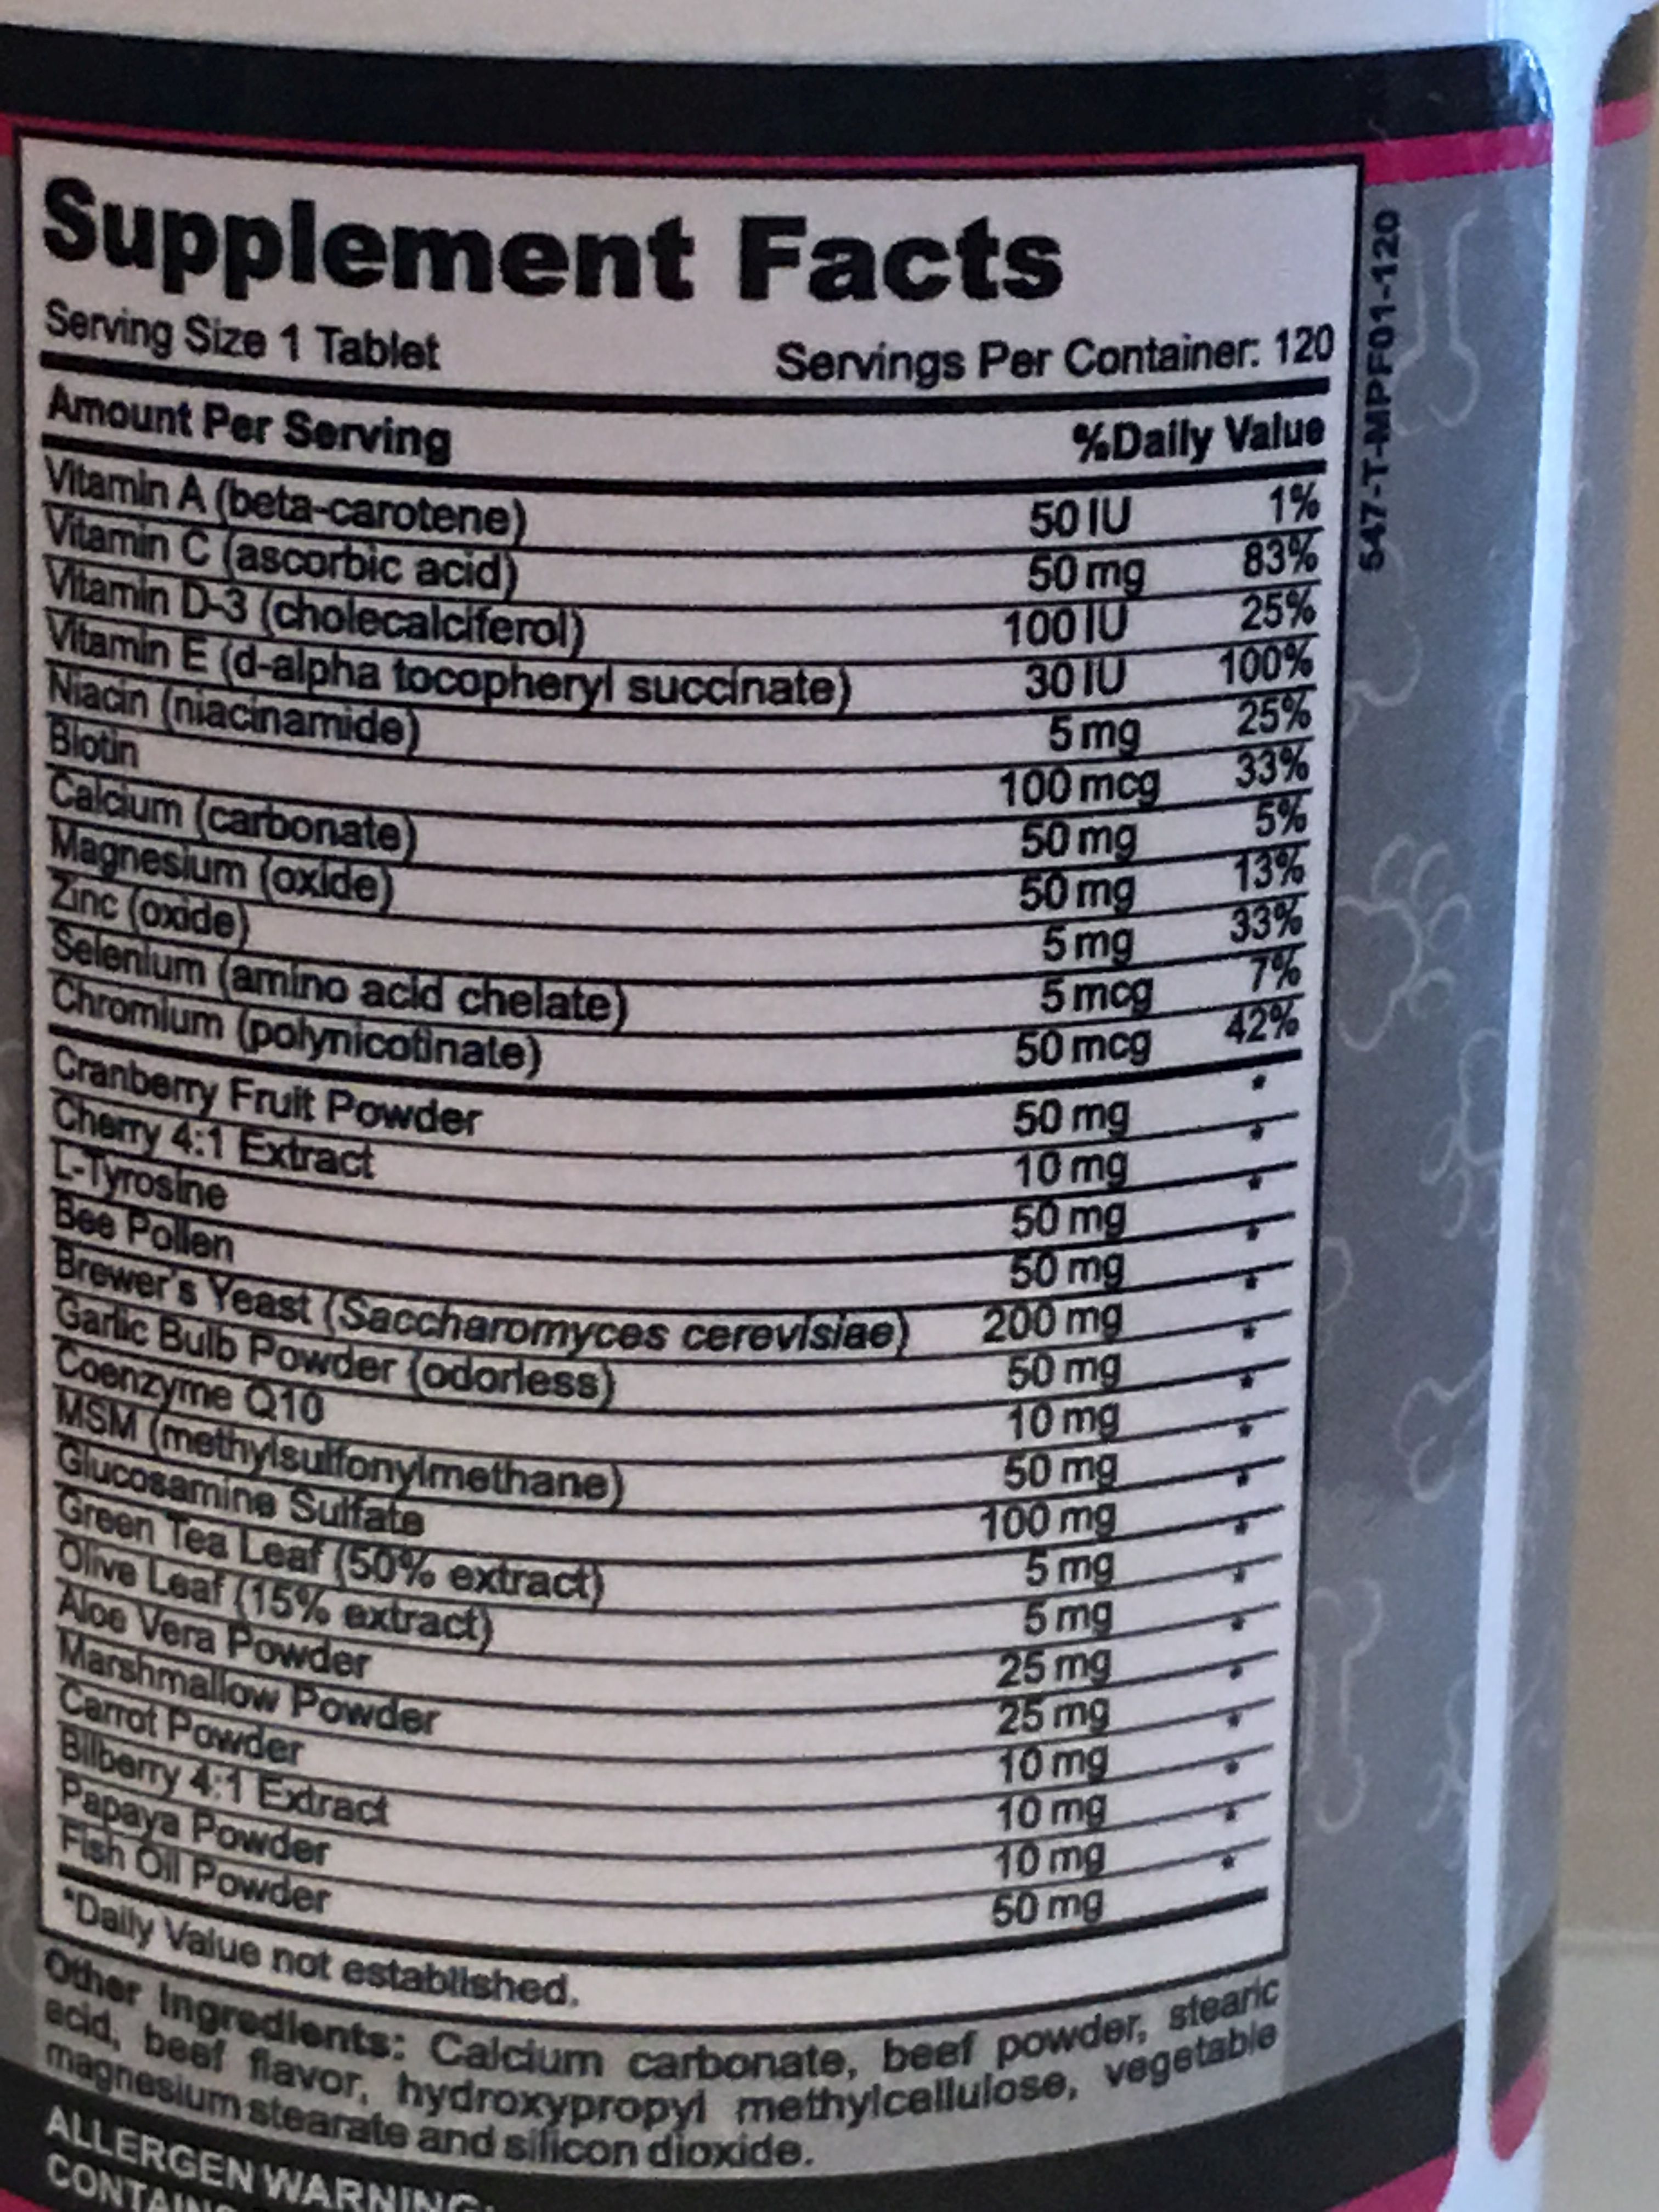 Supplement Facts
Serving Size 1 Tablet Servings Per Container: 120
Amount Per Serving %Daily Value
Vitamin A (beta-carotene) 50 IU 1%
Vitamin C (ascorbic acid) 50 mg 83%
Vitamin D-3 (cholecalciferol) 100 IU 25%
Vitamin E (d-alpha tocopheryl succinate) 30 IU 100%
Niacin (niacinamide) 5 mg 25%
Biotin 100 mcg 33%
Calcium (carbonate) 50 mg 5%
Magnesium (oxide) 50 mg 13%
Zinc (oxide) 5 mg 33%
Selenium (amino acid chelate) 5 mcg 7%
Chromium (polynicotinate) 50 mcg 42%
Cranberry Fruit Powder 50 mg *
Cherry 4:1 Extract 10 mg *
L-Tyrosine 50 mg *
Bee Pollen 50 mg *
Brewer's Yeast (Saccharomyces cerevisiae) 200 mg *
Garlic Bulb Powder (odorless) 50 mg *
Coenzyme Q10 10 mg *
MSM (methylsulfonylmethane) 50 mg *
Glucosamine Sulfate 100 mg *
Green Tea Leaf (50% extract) 5 mg *
Olive Leaf (15% extract) 5 mg *
Aloe Vera Powder 25 mg *
Marshmallow Powder 25 mg *
Carrot Powder 10 mg *
Bilberry 4:1 Extract 10 mg *
Papaya Powder 10 mg *
Fish Oil Powder 50 mg *
*Daily Value not established.
Other Ingredients: Calcium carbonate, beef powder, stearic
acid, beef flavor, hydroxypropyl methylcellulose, vegetable
magnesium stearate and silicon dioxide.
ALLERGEN WARNING:
547-T-MPF01-120